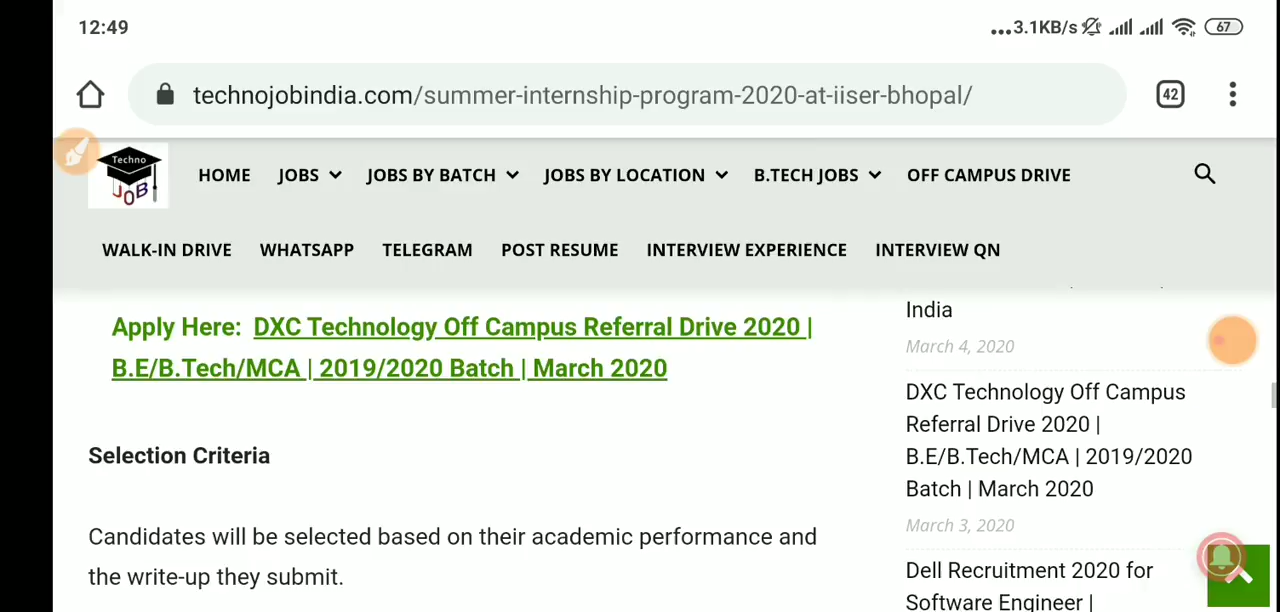 12:49
...3.1KB/s
67
technojobindia.com/summer-internship-program-2020-at-iiser-bhopal/
42
Techno
JOB
HOME JOBS JOBS BY BATCH JOBS BY LOCATION B.TECH JOBS OFF CAMPUS DRIVE
WALK-IN DRIVE WHATSAPP TELEGRAM POST RESUME INTERVIEW EXPERIENCE INTERVIEW QN
Apply Here: DXC Technology Off Campus Referral Drive 2020 |
B.E/B.Tech/MCA | 2019/2020 Batch | March 2020
Selection Criteria
Candidates will be selected based on their academic performance and
the write-up they submit.
India
March 4, 2020
DXC Technology Off Campus
Referral Drive 2020 |
B.E/B.Tech/MCA | 2019/2020
Batch | March 2020
March 3, 2020
Dell Recruitment 2020 for
Software Engineer |